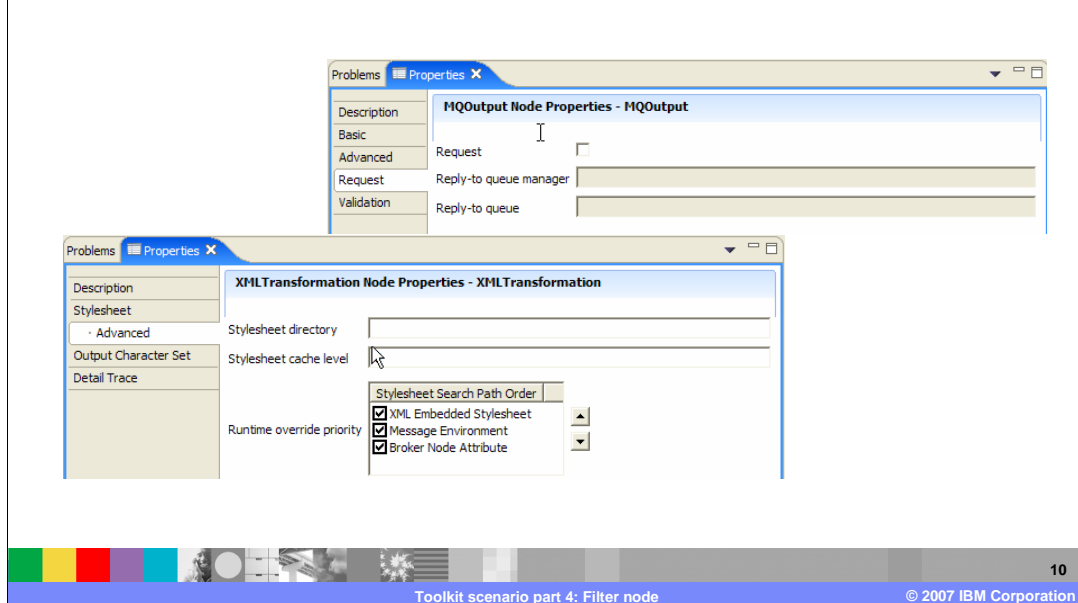 Problems Properties
MQOutput Node Properties - MQOutput
Description
Basic
Advanced
Request
Validation
Request
Reply-to queue manager
Reply-to queue
Problems Properties
XMLTransformation Node Properties - XMLTransformation
Description
Stylesheet
· Advanced
Output Character Set
Detail Trace
Stylesheet directory
Stylesheet cache level
Runtime override priority
Stylesheet Search Path Order
XML Embedded Stylesheet
Message Environment
Broker Node Attribute
10
Toolkit scenario part 4: Filter node
© 2007 IBM Corporation